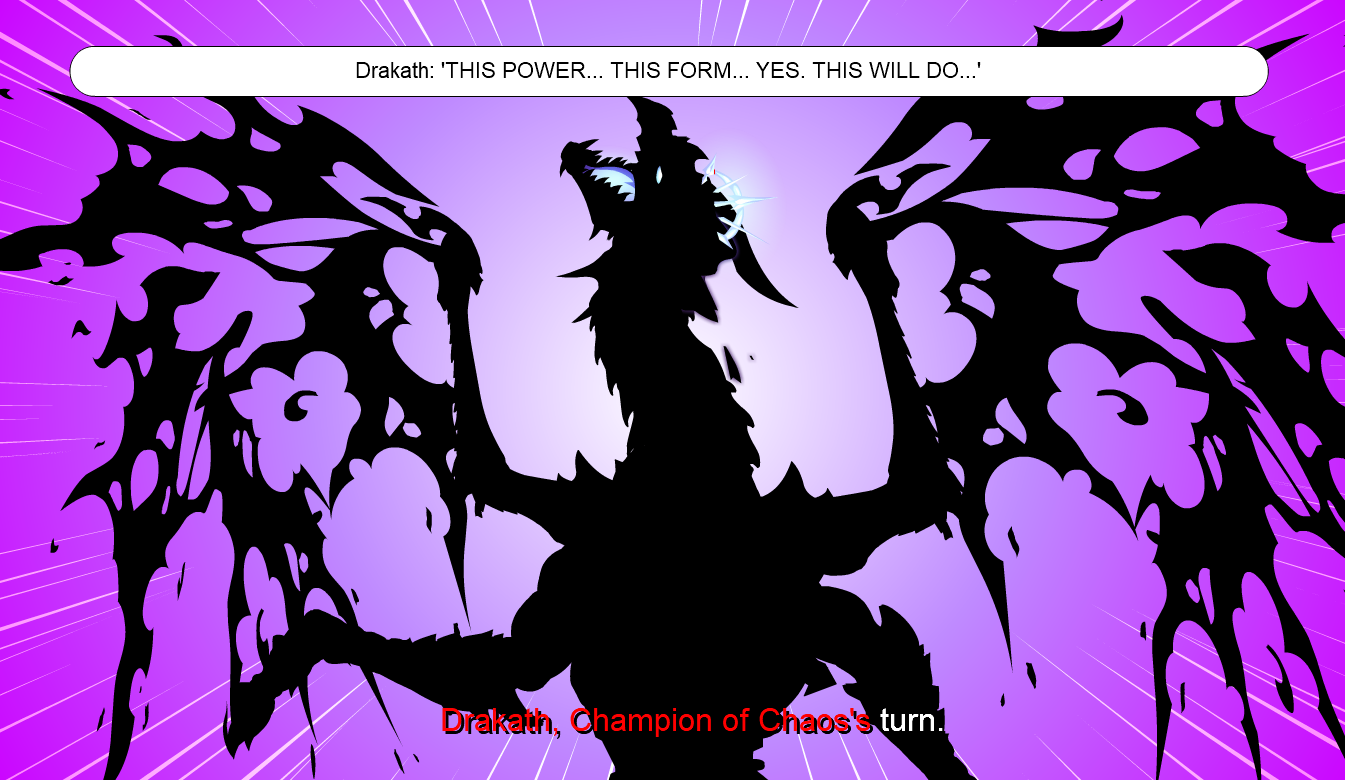 Drakath: 'THIS POWER... THIS FORM... YES. THIS WILL DO...'
Drakath, Champion of Chaos's turn.